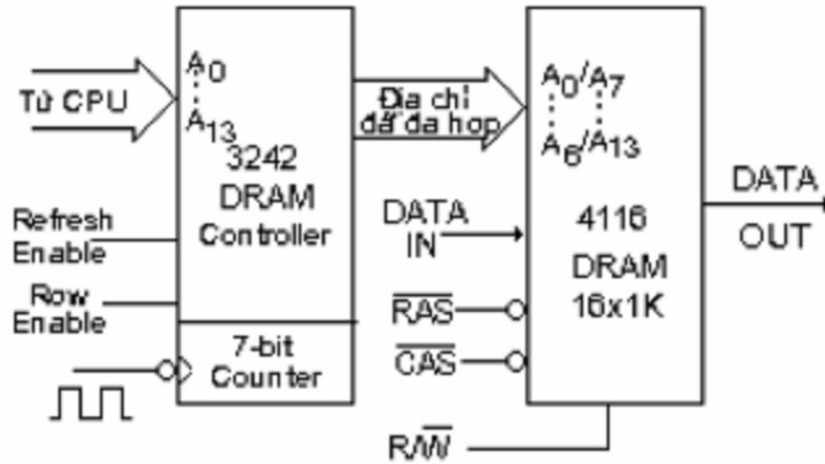 Từ CPU
A0
A13
3242
DRAM
Controller
Refresh
Enable
Row
Enable
7-bit
Counter
Địa chỉ
đã đa hợp
DATA
IN
RAS
CAS
R/W
A0/A7
A6/A13
4116
DRAM
16x1K
DATA
OUT